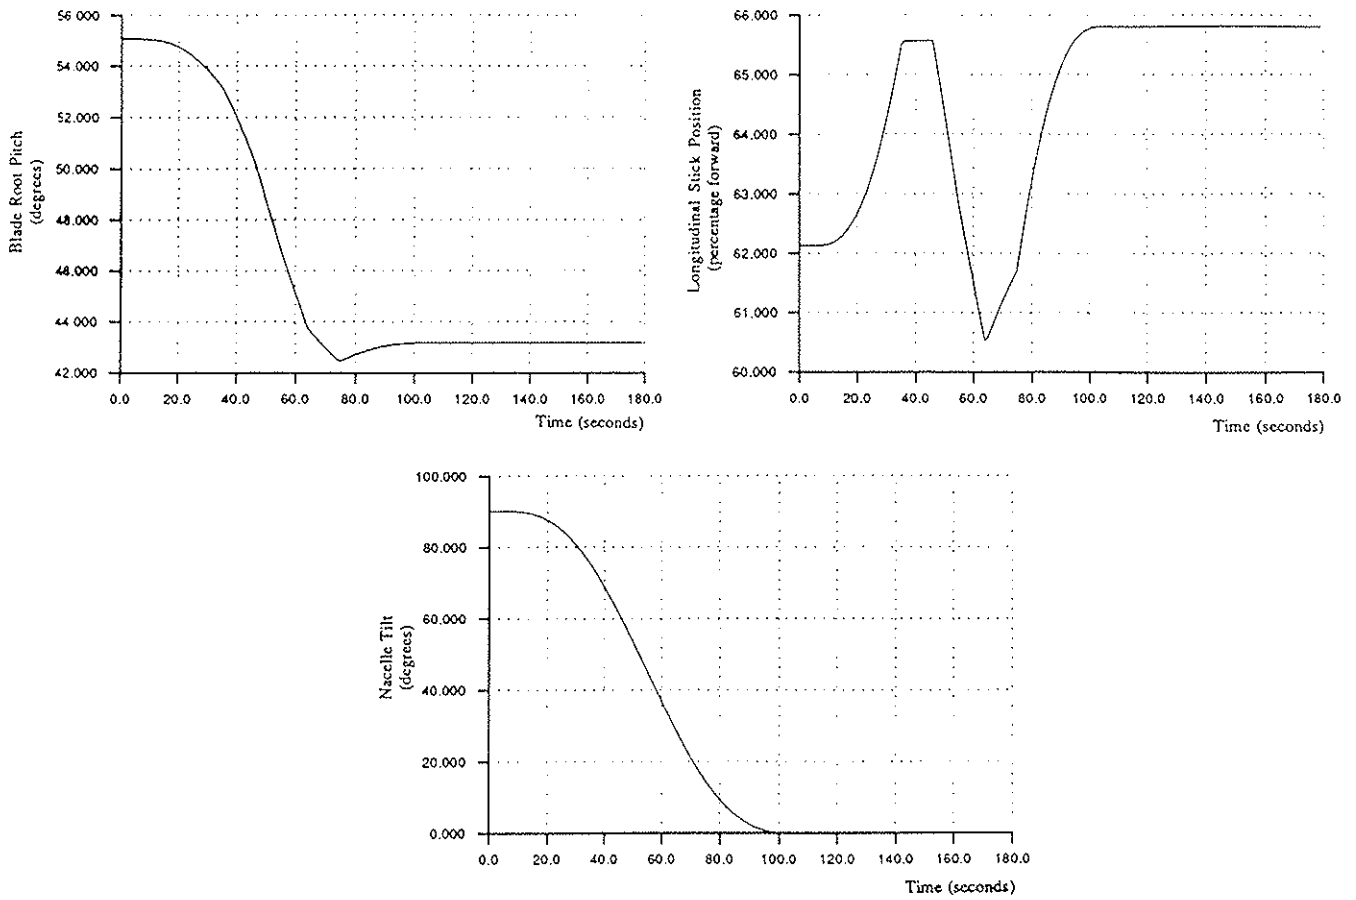 56.000
54.000
52.000
50.000
48.000
46.000
44.000
42.000
Blade Root Pitch
(degrees)
0.0 20.0 40.0 60.0 80.0 100.0 120.0 140.0 160.0 180.0
Time (seconds)
66.000
65.000
64.000
63.000
62.000
61.000
60.000
Longitudinal Stick Position
(percentage forward)
0.0 20.0 40.0 60.0 80.0 100.0 120.0 140.0 160.0 180.0
Time (seconds)
100.000
80.000
60.000
40.000
20.000
0.000
Nacelle Tilt
(degrees)
0.0 20.0 40.0 60.0 80.0 100.0 120.0 140.0 160.0 180.0
Time (seconds)